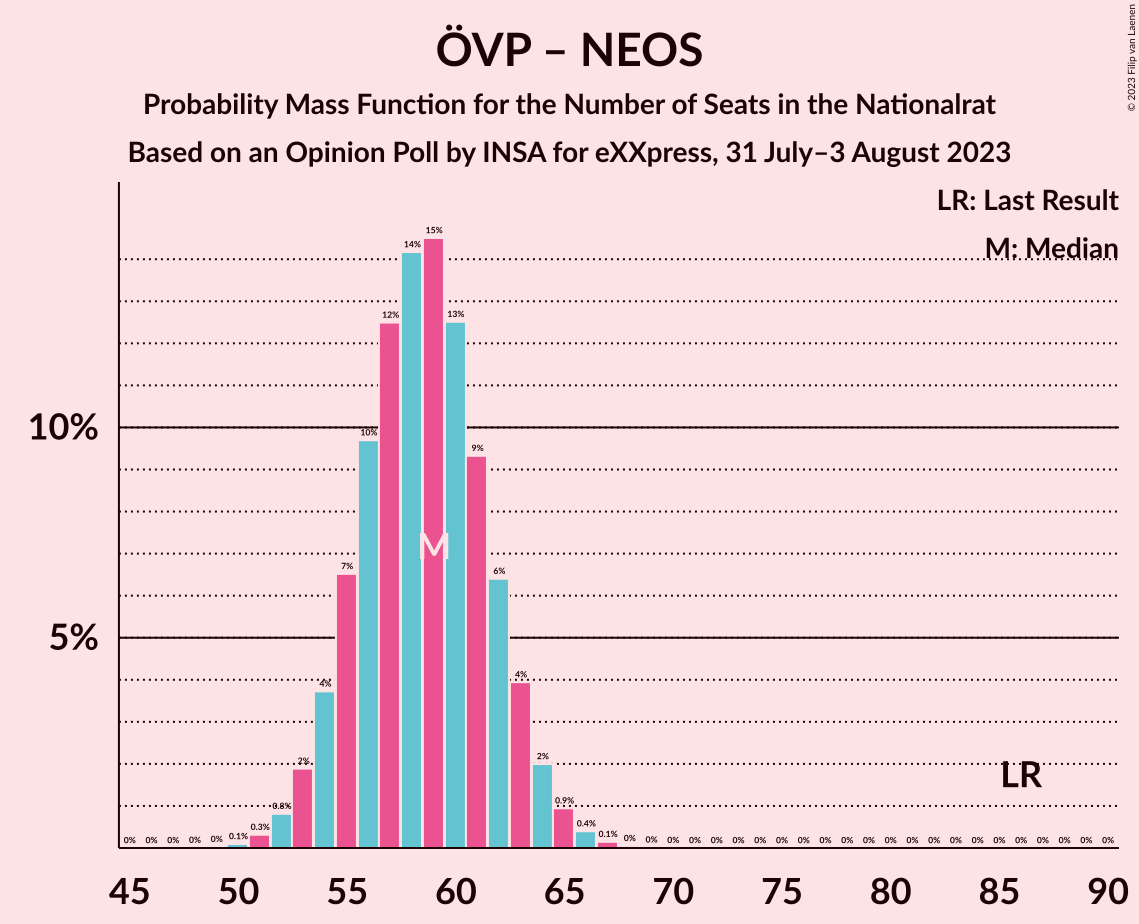 ÖVP – NEOS
Probability Mass Function for the Number of Seats in the Nationalrat
Based on an Opinion Poll by INSA for eXXpress, 31 July–3 August 2023
© 2023 Filip van Laenen
LR: Last Result
M: Median
10%
5%
0% 0% 0% 0% 0% 0.1% 0.3% 0.8% 2% 4% 7% 10% 12% 14% 15% 13% 9% 6% 4% 2% 0.9% 0.4% 0.1% 0% 0% 0% 0% 0% 0% 0% 0% 0% 0% 0% 0% 0% 0% 0% 0% 0% 0% 0% 0% 0% 0% 0%
M
LR
45 50 55 60 65 70 75 80 85 90